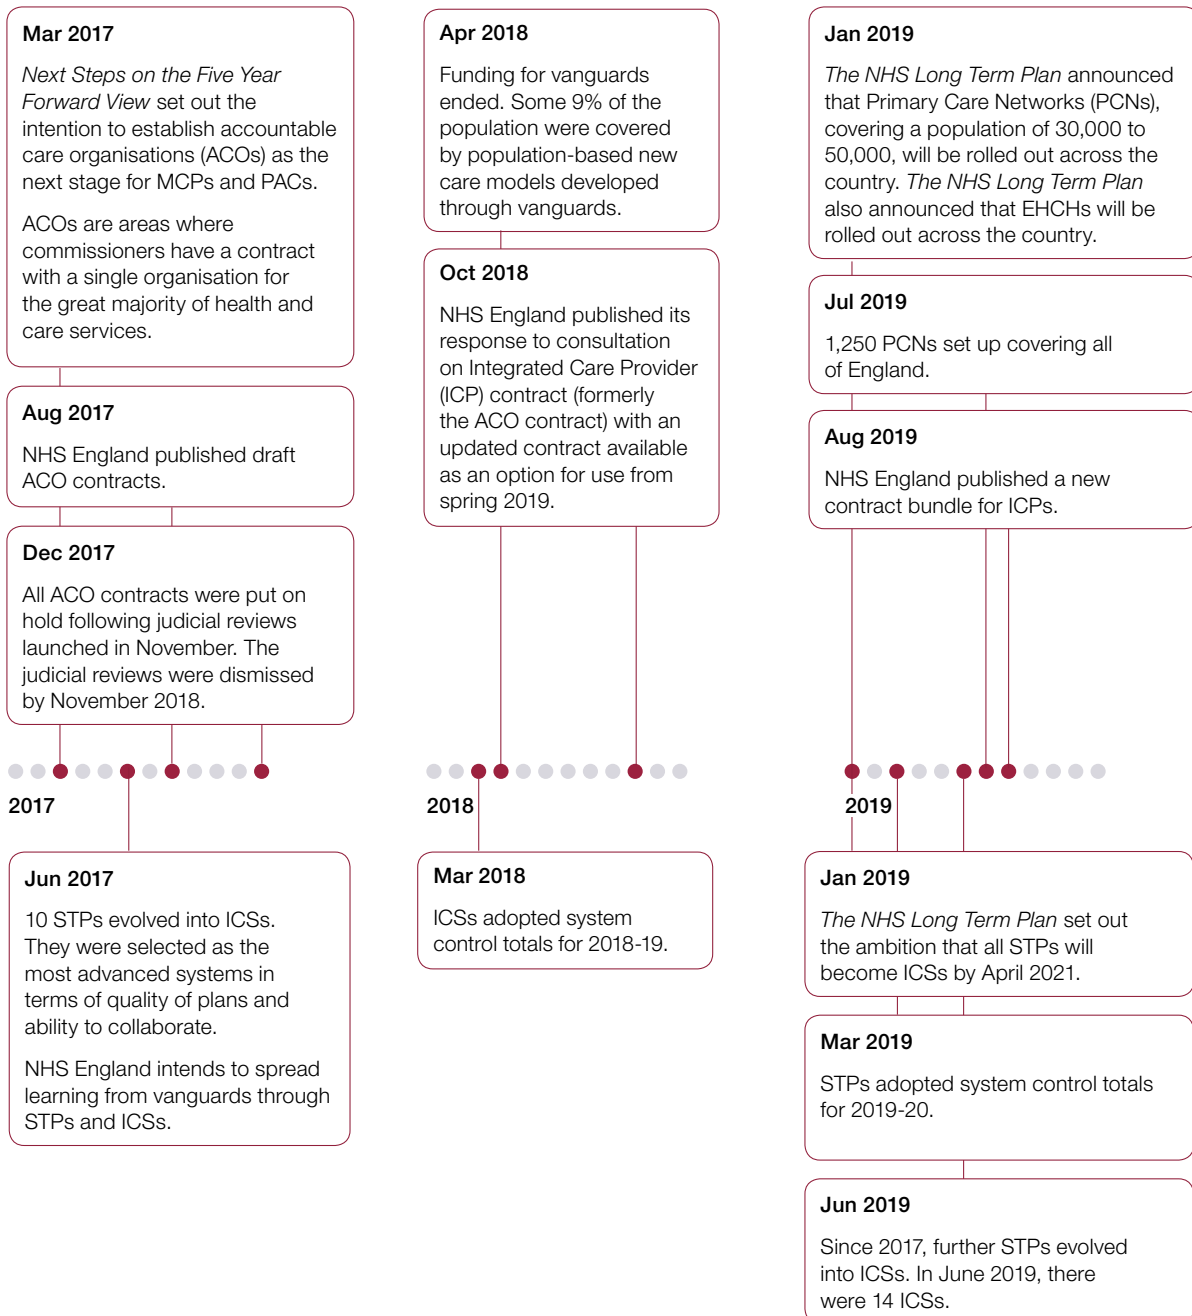 Mar 2017
Next Steps on the Five Year
Forward View set out the
intention to establish accountable
care organisations (ACOs) as the
next stage for MCPs and PACs.
ACOs are areas where
commissioners have a contract
with a single organisation for
the great majority of health and
care services.
Aug 2017
NHS England published draft
ACO contracts.
Dec 2017
All ACO contracts were put on
hold following judicial reviews
launched in November. The
judicial reviews were dismissed
by November 2018.
Apr 2018
Funding for vanguards
ended. Some 9% of the
population were covered
by population-based new
care models developed
through vanguards.
Oct 2018
NHS England published its
response to consultation
on Integrated Care Provider
(ICP) contract (formerly
the ACO contract) with an
updated contract available
as an option for use from
spring 2019.
Jan 2019
The NHS Long Term Plan announced
that Primary Care Networks (PCNs),
covering a population of 30,000 to
50,000, will be rolled out across the
country. The NHS Long Term Plan
also announced that EHCHs will be
rolled out across the country.
Jul 2019
1,250 PCNs set up covering all
of England.
Aug 2019
NHS England published a new
contract bundle for ICPs.
2017
2018
2019
Jun 2017
10 STPs evolved into ICSs.
They were selected as the
most advanced systems in
terms of quality of plans and
ability to collaborate.
NHS England intends to spread
learning from vanguards through
STPs and ICSs.
Mar 2018
ICSs adopted system
control totals for 2018-19.
Jan 2019
The NHS Long Term Plan set out
the ambition that all STPs will
become ICSs by April 2021.
Mar 2019
STPs adopted system control totals
for 2019-20.
Jun 2019
Since 2017, further STPs evolved
into ICSs. In June 2019, there
were 14 ICSs.